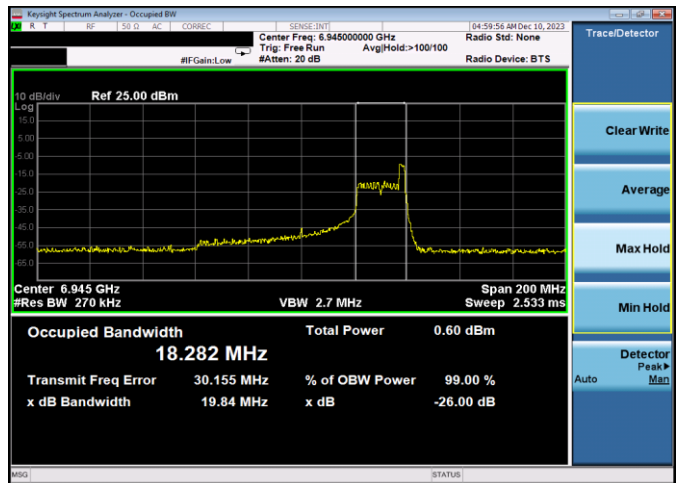 Keysight Spectrum Analyzer - Occupied BW
R T RF 50 Ω AC CORREC SENSE:INT 04:59:56 AM Dec 10, 2023
Center Freq: 6.945000000 GHz Radio Std: None
Trig: Free Run Avg|Hold:>100/100
#IFGain:Low #Atten: 20 dB Radio Device: BTS
Trace/Detector
10 dB/div Ref 25.00 dBm
Log
15.0
5.00
-5.00
-15.0
-25.0
-35.0
-45.0
-55.0
-65.0
Center 6.945 GHz Span 200 MHz
#Res BW 270 kHz VBW 2.7 MHz Sweep 2.533 ms
Occupied Bandwidth Total Power 0.60 dBm
18.282 MHz
Transmit Freq Error 30.155 MHz % of OBW Power 99.00 %
x dB Bandwidth 19.84 MHz x dB -26.00 dB
Clear Write
Average
Max Hold
Min Hold
Detector
Peak▶
Auto Man
MSG STATUS